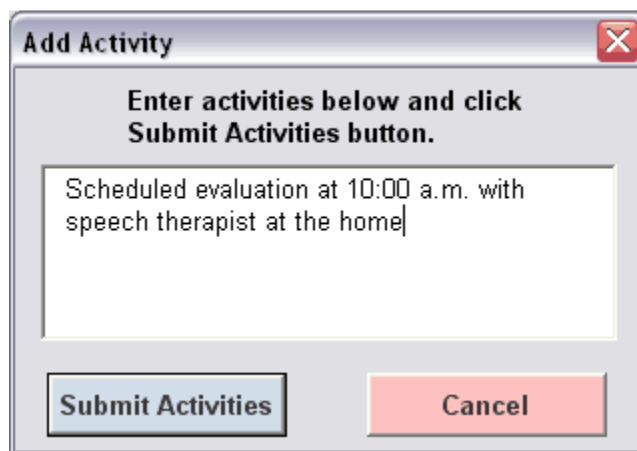 Add Activity
Enter activities below and click
Submit Activities button.
Scheduled evaluation at 10:00 a.m. with
speech therapist at the home
Submit Activities
Cancel